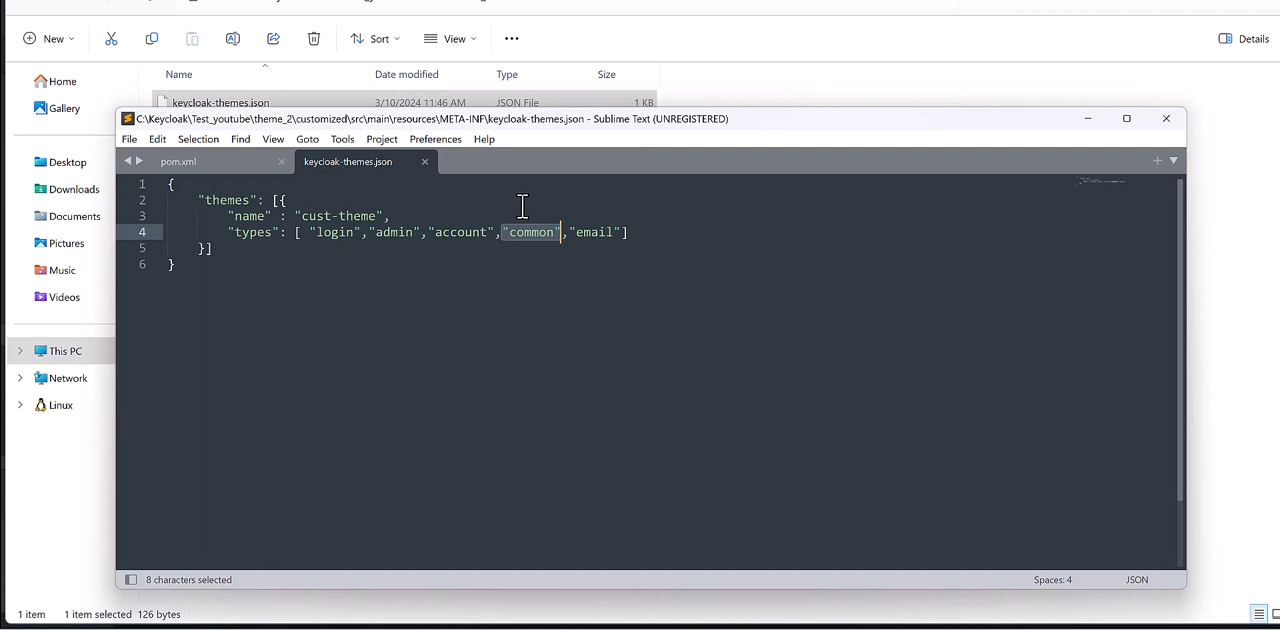 New
Sort
View
Details
Name
Date modified
Type
Size
Home
Gallery
Desktop
Downloads
Documents
Pictures
Music
Videos
This PC
Network
Linux
keycloak-themes.json 3/10/2024 11:46 AM JSON File 1 KB
C:\Keycloak\Test_youtube\theme_2\customized\src\main\resources\META-INF\keycloak-themes.json - Sublime Text (UNREGISTERED)
File Edit Selection Find View Goto Tools Project Preferences Help
pom.xml
keycloak-themes.json
1 {
2 "themes": [{
3 "name" : "cust-theme",
4 "types": [ "login","admin","account","common","email"]
5 }]
6 }
8 characters selected
Spaces: 4
JSON
1 item
1 item selected 126 bytes